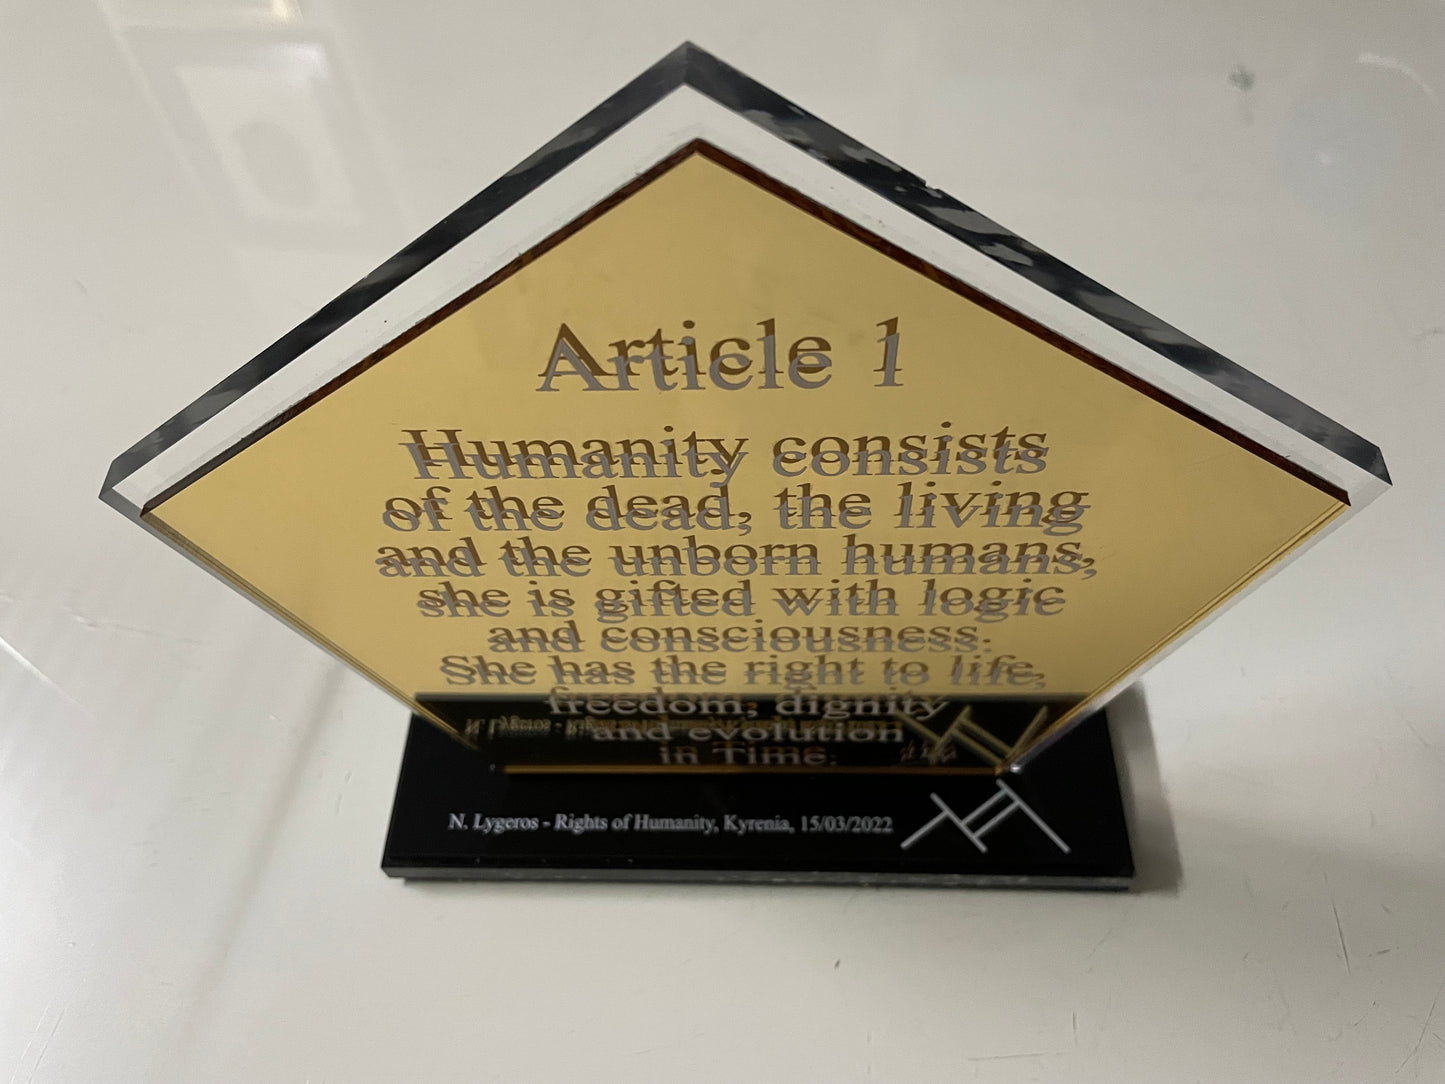 Article 1
Humanity consists
of the dead, the living
and the unborn humans,
she is gifted with logic
and consciousness.
She has the right to life,
freedom, dignity
and evolution
in Time.
N. Lygeros - Rights of Humanity, Kyrenia, 15/03/2022